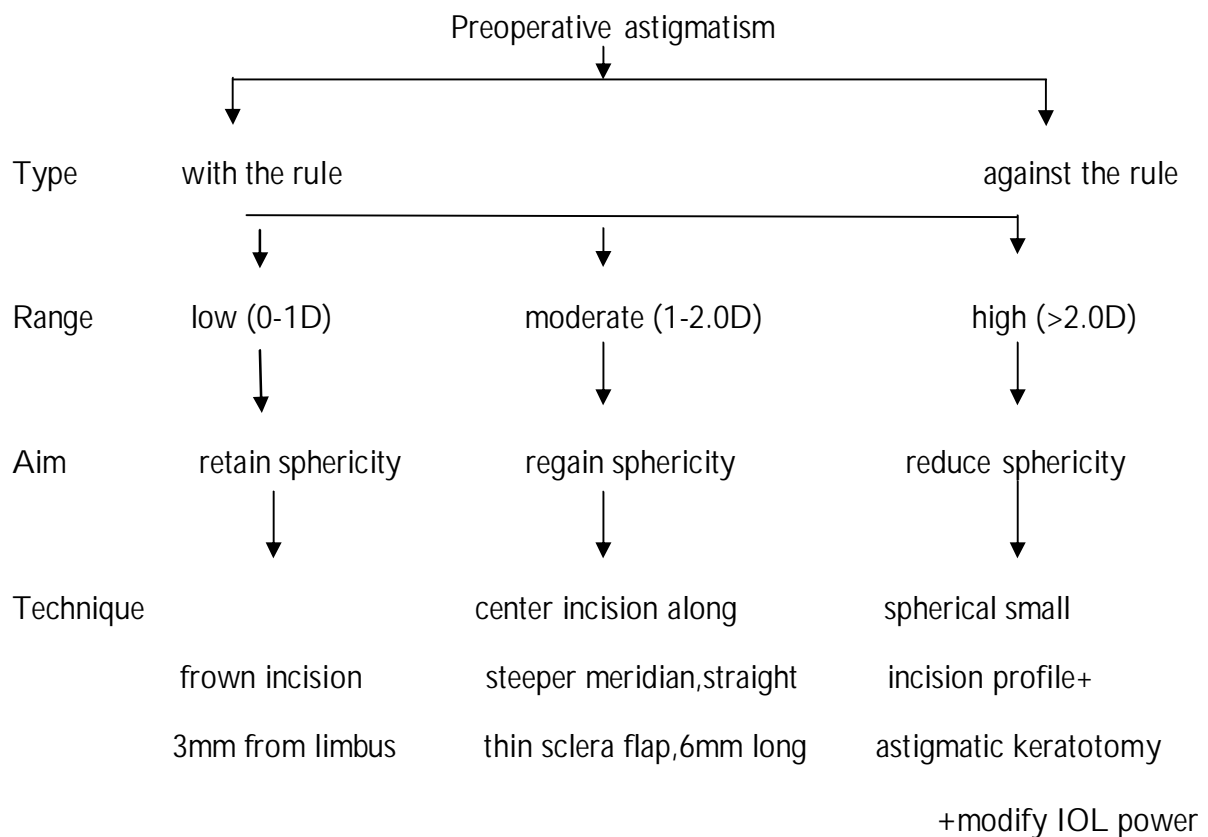 Preoperative astigmatism
Type with the rule against the rule
Range low (0-1D) moderate (1-2.0D) high (>2.0D)
Aim retain sphericity regain sphericity reduce sphericity
Technique center incision along spherical small
frown incision steeper meridian,straight incision profile+
3mm from limbus thin sclera flap,6mm long astigmatic keratotomy
+modify IOL power